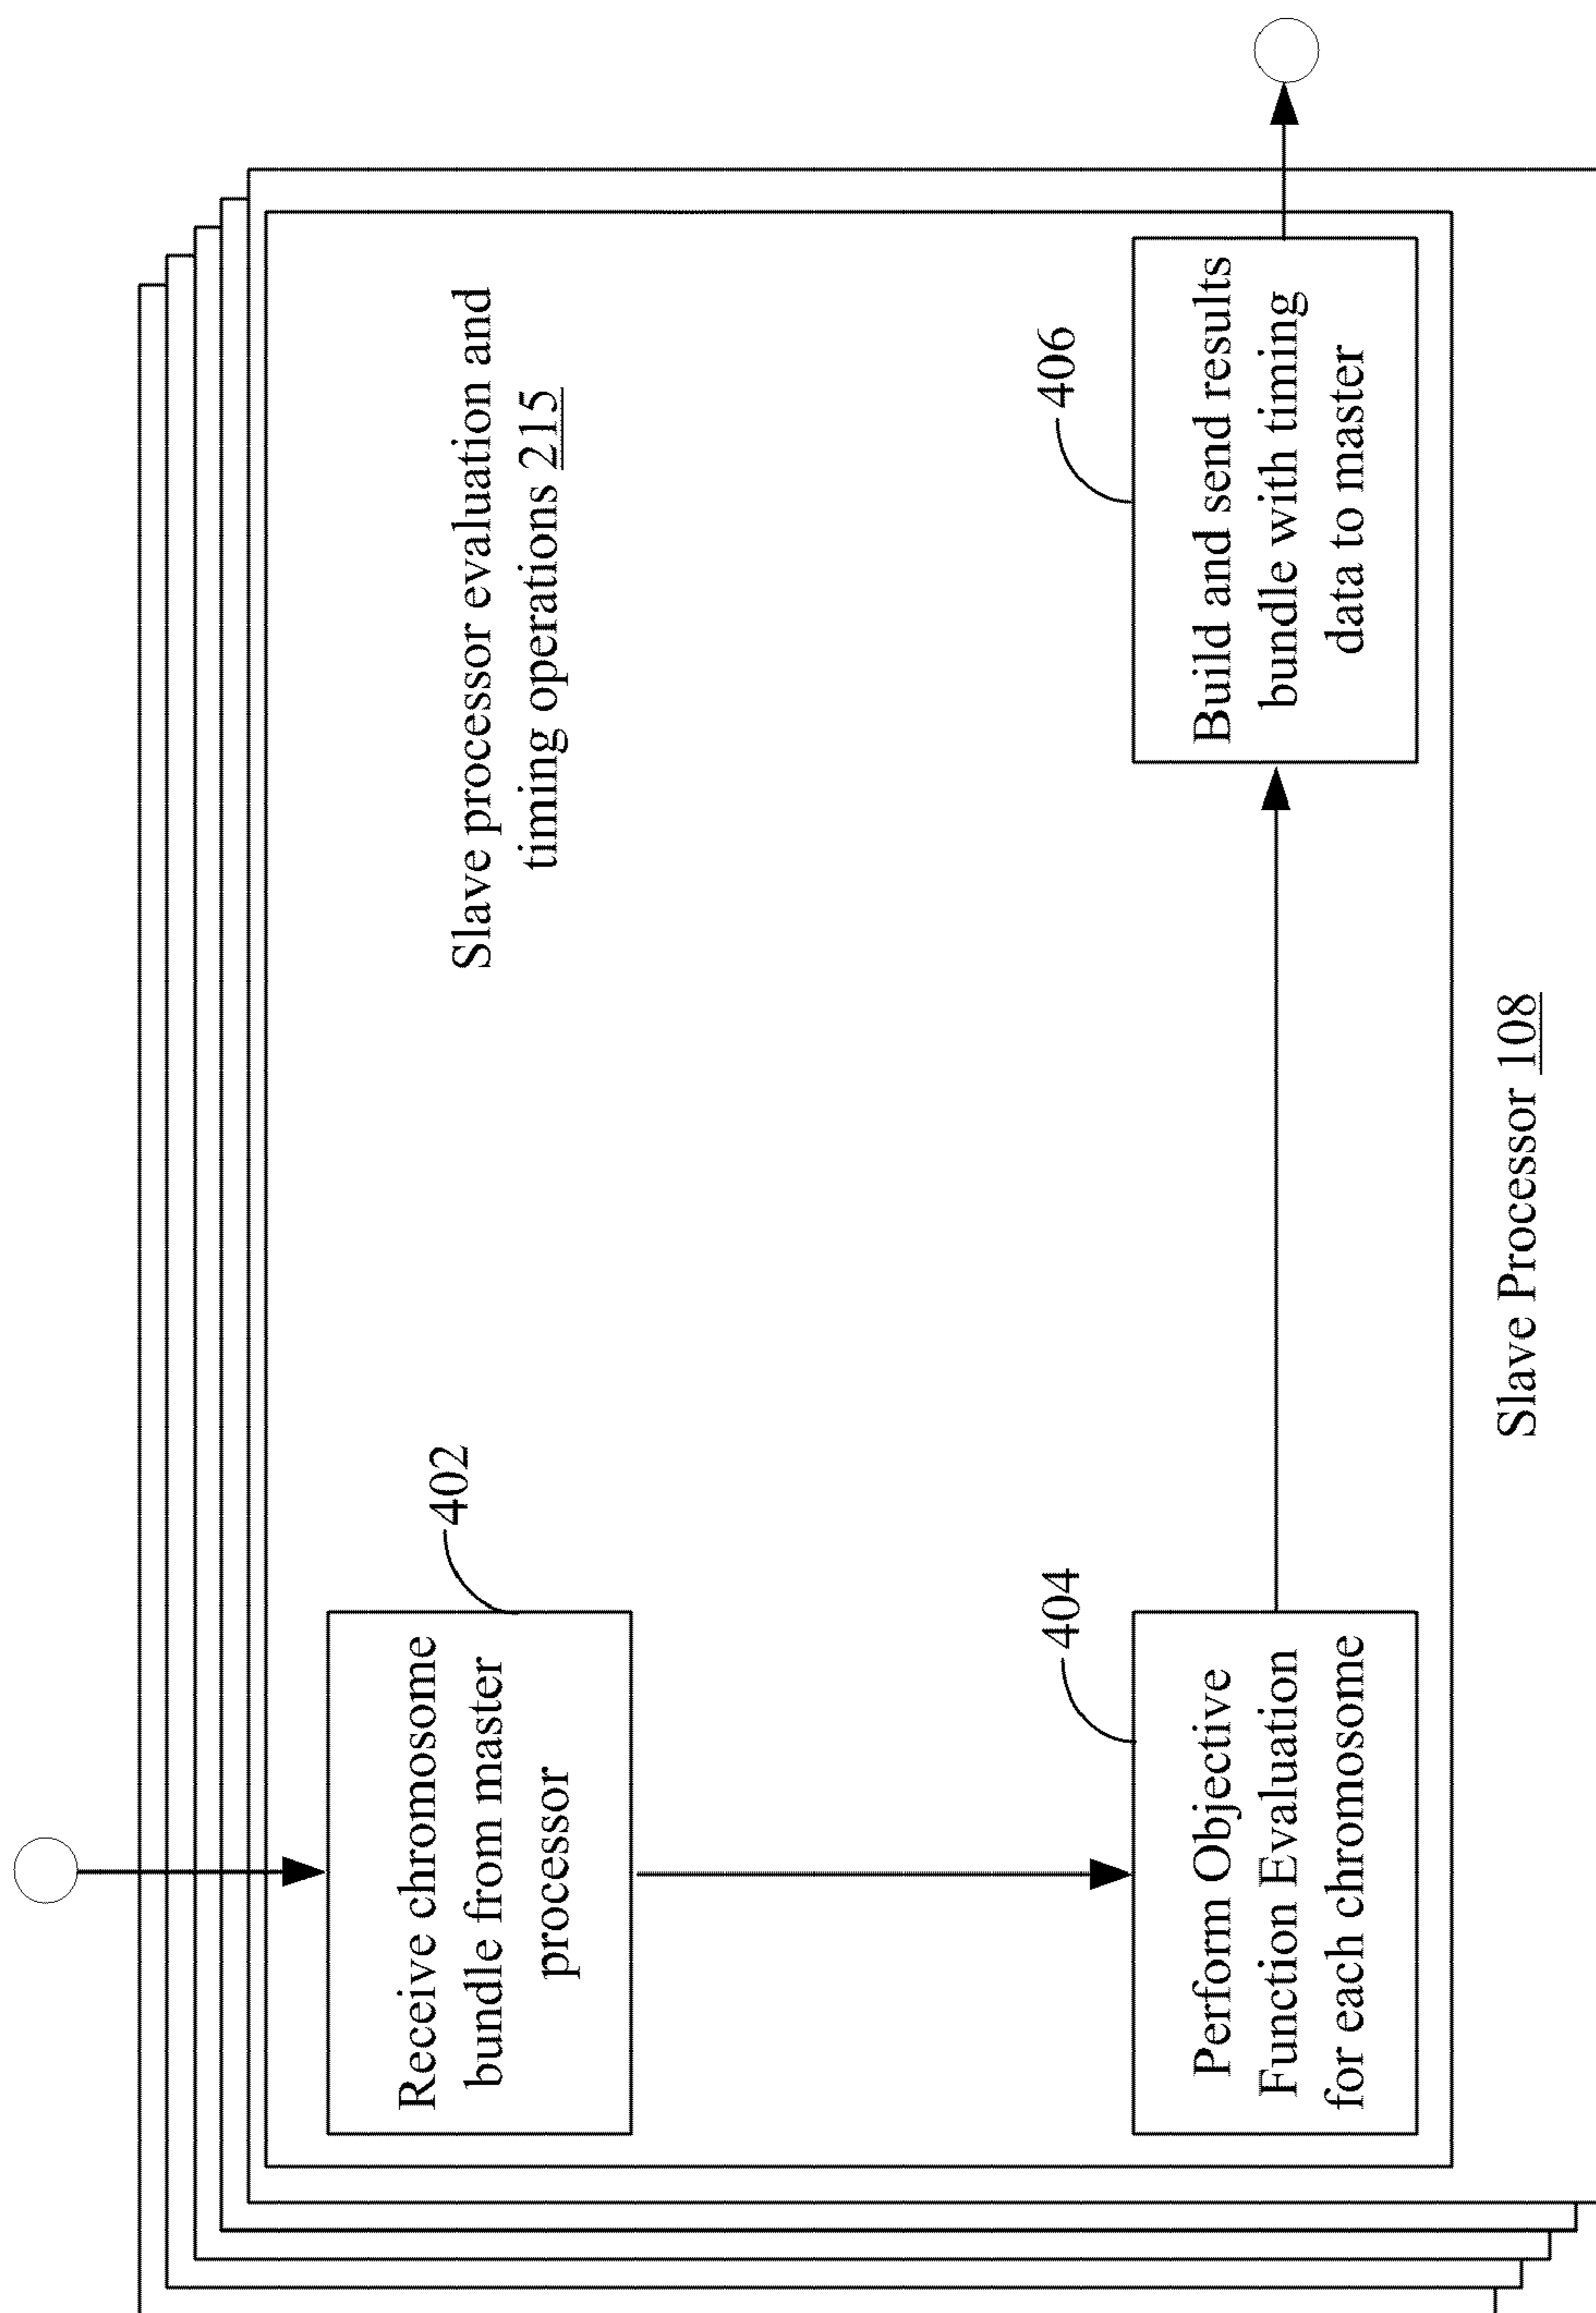 Receive chromosome
bundle from master
processor
402
Slave processor evaluation and
timing operations 215
Perform Objective
Function Evaluation
for each chromosome
404
Build and send results
bundle with timing
data to master
406
Slave Processor 108